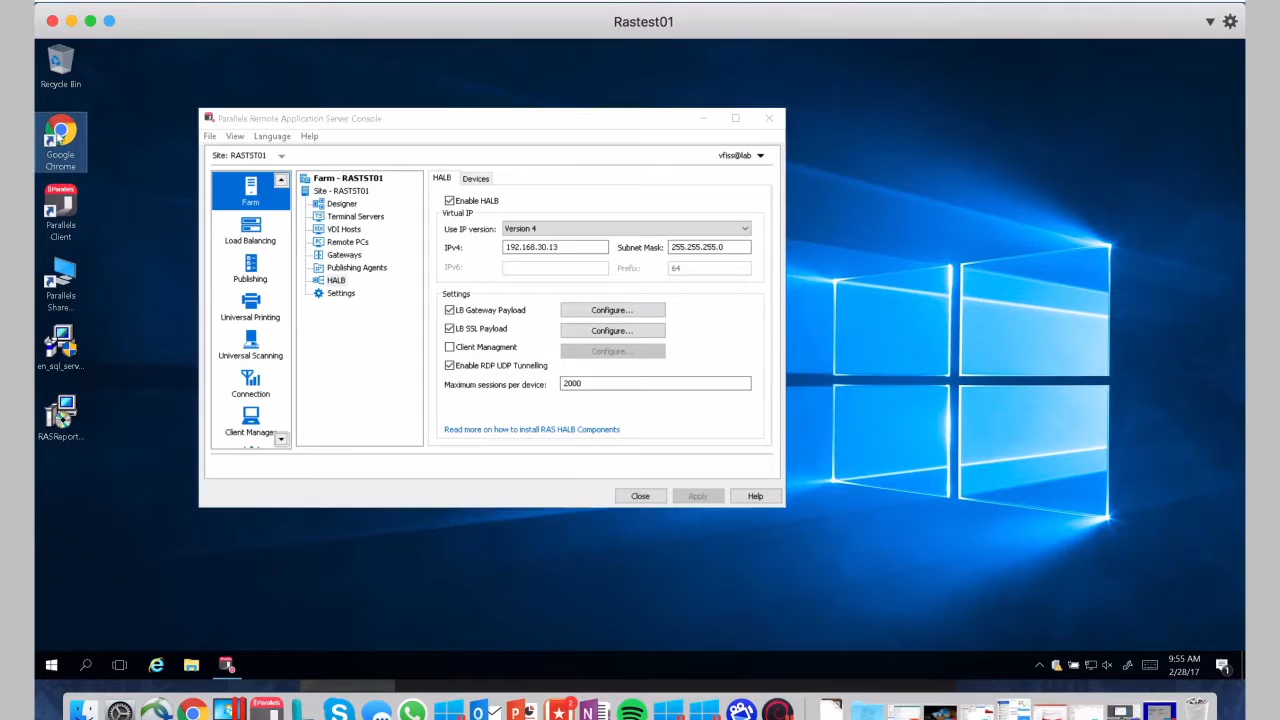 Rastest01
Recycle Bin
Google
Chrome
Parallels
Parallels
Client
Parallels
Share...
en_sql_serv...
RASReport...
Parallels Remote Application Server Console
File View Language Help
Site: RASTST01
vfiss@lab
Farm
Load Balancing
Publishing
Universal Printing
Universal Scanning
Connection
Client Manage
Farm - RASTST01
Site - RASTST01
Designer
Terminal Servers
VDI Hosts
Remote PCs
Gateways
Publishing Agents
HALB
Settings
HALB Devices
Enable HALB
Virtual IP
Use IP version: Version 4
IPv4: 192.168.30.13 Subnet Mask: 255.255.255.0
IPv6: Prefix: 64
Settings
LB Gateway Payload Configure...
LB SSL Payload Configure...
Client Managment Configure...
Enable RDP UDP Tunnelling
Maximum sessions per device: 2000
Read more on how to install RAS HALB Components
Close Apply Help
9:55 AM
2/28/17
1
Parallels
2